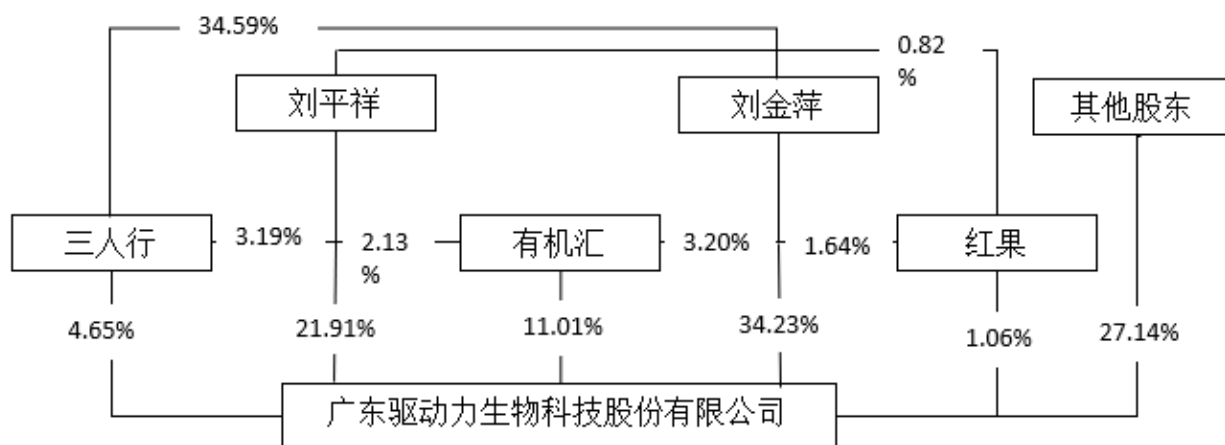 34.59%
0.82
%
刘平祥
刘金萍
其他股东
三人行
3.19%
2.13
%
有机汇
3.20%
1.64%
红果
4.65%
21.91%
11.01%
34.23%
1.06%
27.14%
广东驱动力生物科技股份有限公司